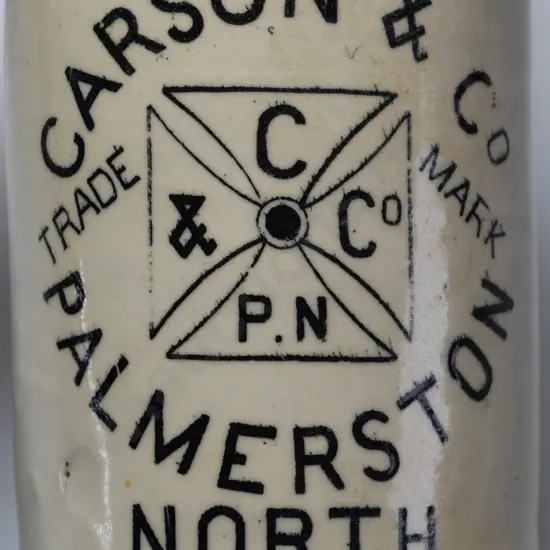 CARSON & Co
TRADE MARK
C
& Co
P.N
PALMERSTON
NORTH